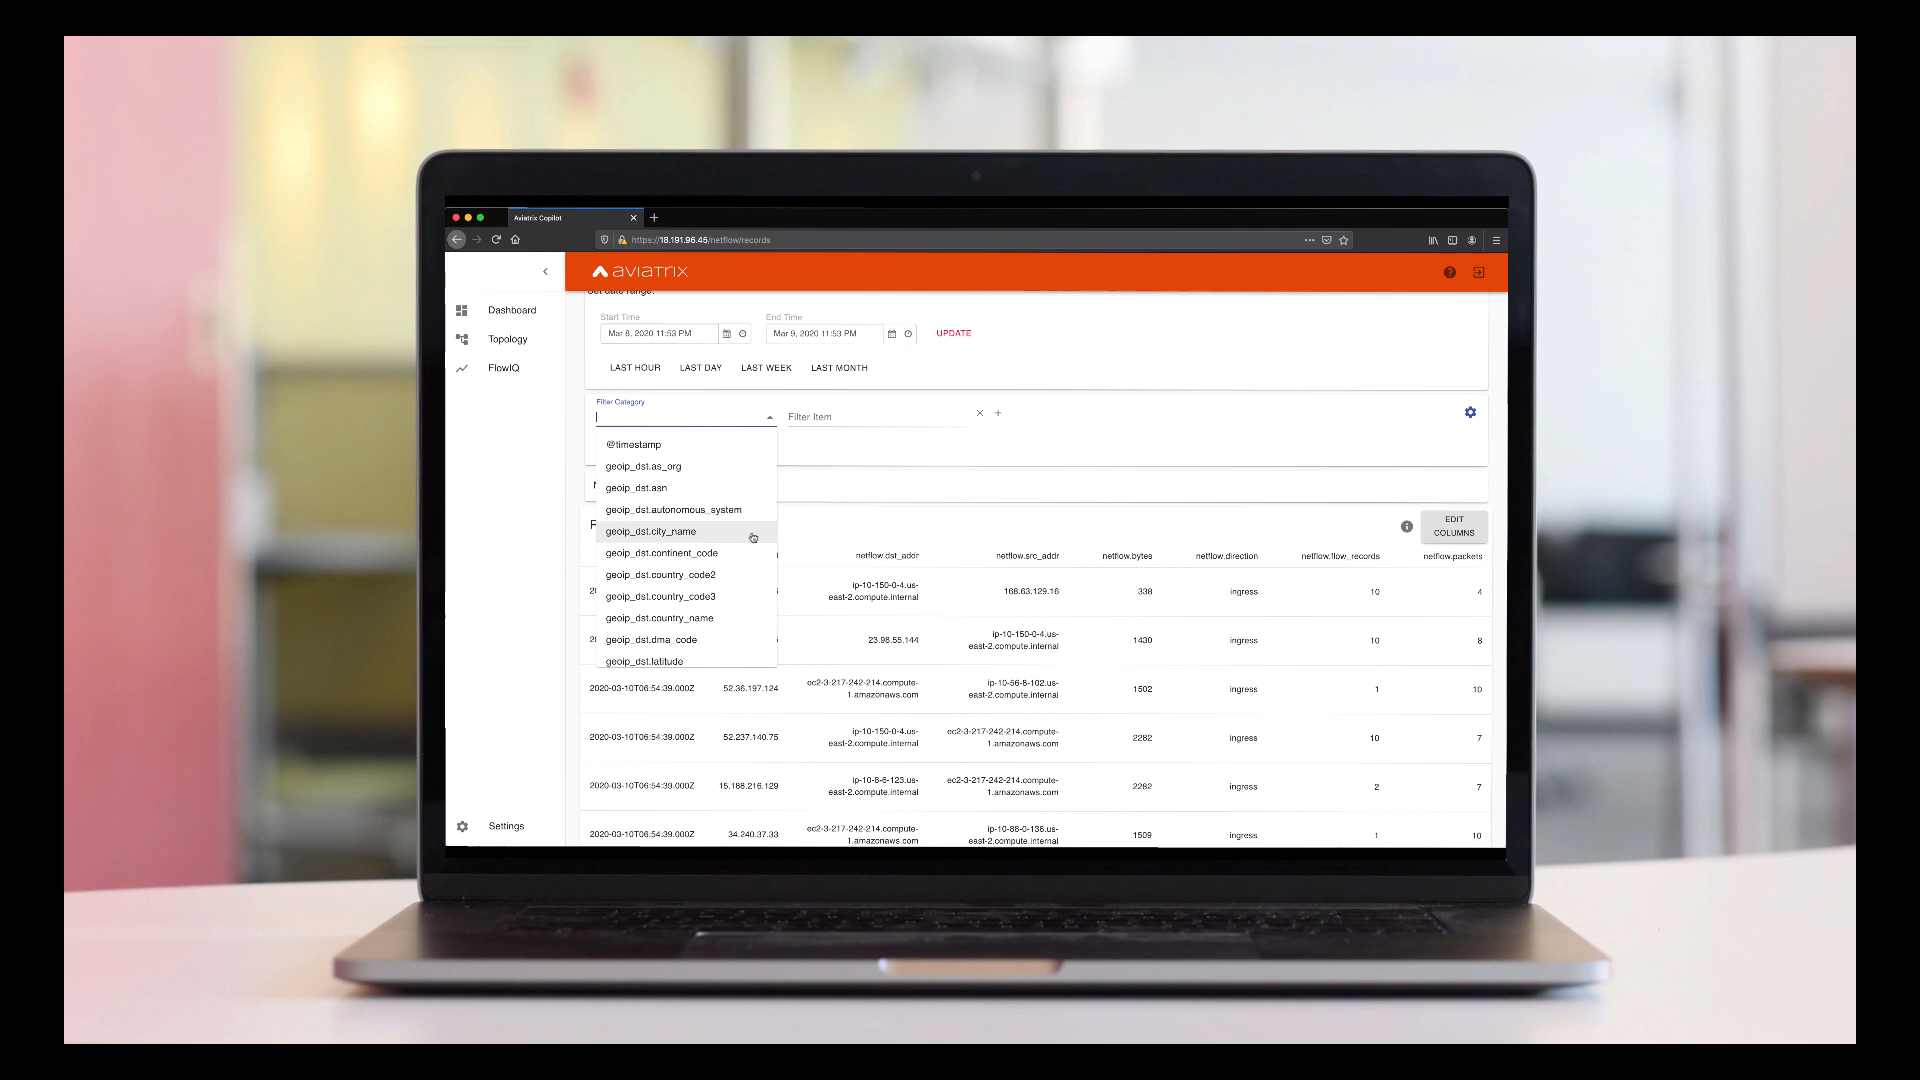 Aviatrix Copilot
https://18.191.96.45/netflow/records
aviatrix
Dashboard
Topology
FlowIQ
Settings
Set date range:
Start Time
End Time
Mar 8, 2020 11:53 PM
Mar 9, 2020 11:53 PM
UPDATE
LAST HOUR
LAST DAY
LAST WEEK
LAST MONTH
Filter Category
Filter Item
@timestamp
geoip_dst.as_org
geoip_dst.asn
geoip_dst.autonomous_system
geoip_dst.city_name
geoip_dst.continent_code
geoip_dst.country_code2
geoip_dst.country_code3
geoip_dst.country_name
geoip_dst.dma_code
geoip_dst.latitude
EDIT
COLUMNS
netflow.dst_addr netflow.src_addr netflow.bytes netflow.direction netflow.flow_records netflow.packets
ip-10-150-0-4.us-
east-2.compute.internal
168.63.129.16 338 ingress 10 4
23.98.55.144
ip-10-150-0-4.us-
east-2.compute.internal
1430 ingress 10 8
2020-03-10T06:54:39.000Z 52.36.197.124
ec2-3-217-242-214.compute-
1.amazonaws.com
ip-10-56-8-102.us-
east-2.compute.internal
1502 ingress 1 10
2020-03-10T06:54:39.000Z 52.237.140.75
ip-10-150-0-4.us-
east-2.compute.internal
ec2-3-217-242-214.compute-
1.amazonaws.com
2282 ingress 10 7
2020-03-10T06:54:39.000Z 15.188.216.129
ip-10-8-6-123.us-
east-2.compute.internal
ec2-3-217-242-214.compute-
1.amazonaws.com
2282 ingress 2 7
2020-03-10T06:54:39.000Z 34.240.37.33
ec2-3-217-242-214.compute-
1.amazonaws.com
ip-10-88-0-136.us-
east-2.compute.internal
1509 ingress 1 10